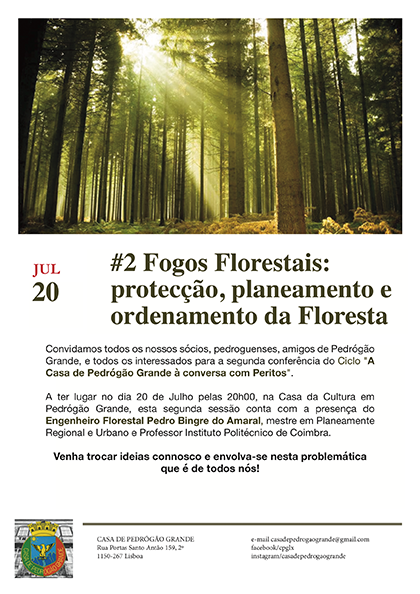 JUL
20
#2 Fogos Florestais:
protecção, planeamento e
ordenamento da Floresta
Convidamos todos os nossos sócios, pedroguenses, amigos de Pedrógão
Grande, e todos os interessados para a segunda conferência do Ciclo "A
Casa de Pedrógão Grande à conversa com Peritos".
A ter lugar no dia 20 de Julho pelas 20h00, na Casa da Cultura em
Pedrógão Grande, esta segunda sessão conta com a presença do
Engenheiro Florestal Pedro Bingre do Amaral, mestre em Planeamento
Regional e Urbano e Professor Instituto Politécnico de Coimbra.
Venha trocar ideias connosco e envolva-se nesta problemática
que é de todos nós!
CASA DE PEDRÓGÃO GRANDE
Rua Portas Santo Antão 159, 2º
1150-267 Lisboa
e-mail casadepedrogaogrande@gmail.com
facebook/cpglx
instagram/casadepedrogaogrande